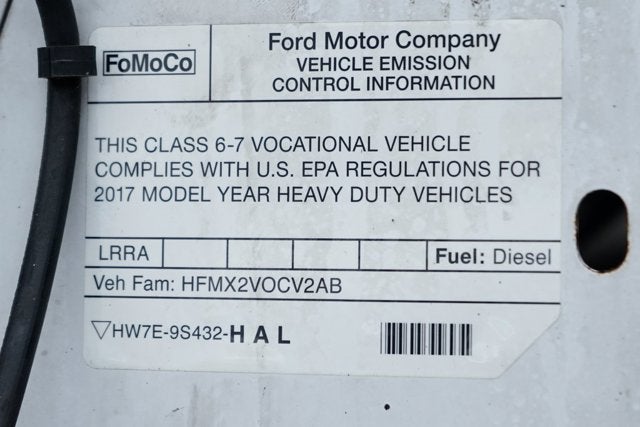 FoMoCo
Ford Motor Company
VEHICLE EMISSION
CONTROL INFORMATION
THIS CLASS 6-7 VOCATIONAL VEHICLE
COMPLIES WITH U.S. EPA REGULATIONS FOR
2017 MODEL YEAR HEAVY DUTY VEHICLES
LRRA Fuel: Diesel
Veh Fam: HFMX2VOCV2AB
▽HW7E-9S432-HAL